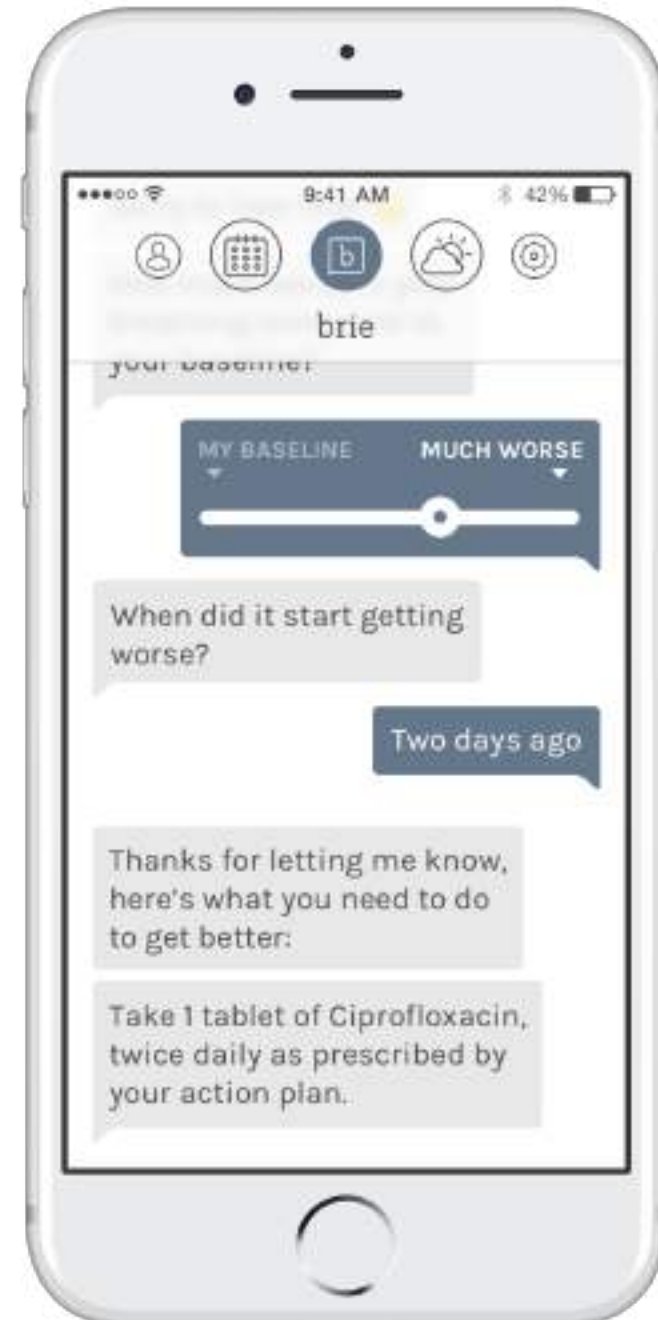 9:41 AM
42%
b
brie
your baseline?
MY BASELINE
MUCH WORSE
When did it start getting
worse?
Two days ago
Thanks for letting me know,
here's what you need to do
to get better:
Take 1 tablet of Ciprofloxacin,
twice daily as prescribed by
your action plan.